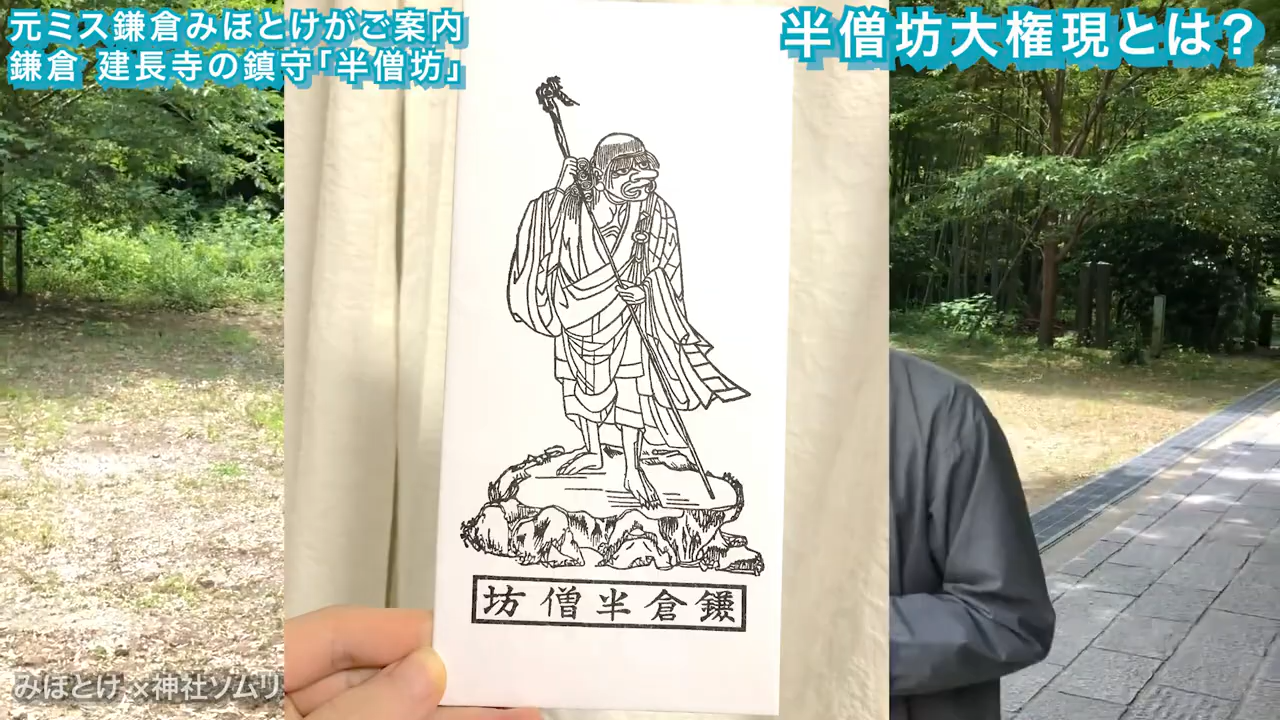 元ミス鎌倉みほとけがご案内
鎌倉 建長寺の鎮守「半僧坊」
半僧坊大権現とは？
坊僧半倉鎌
みほとけ×神社ソムリ